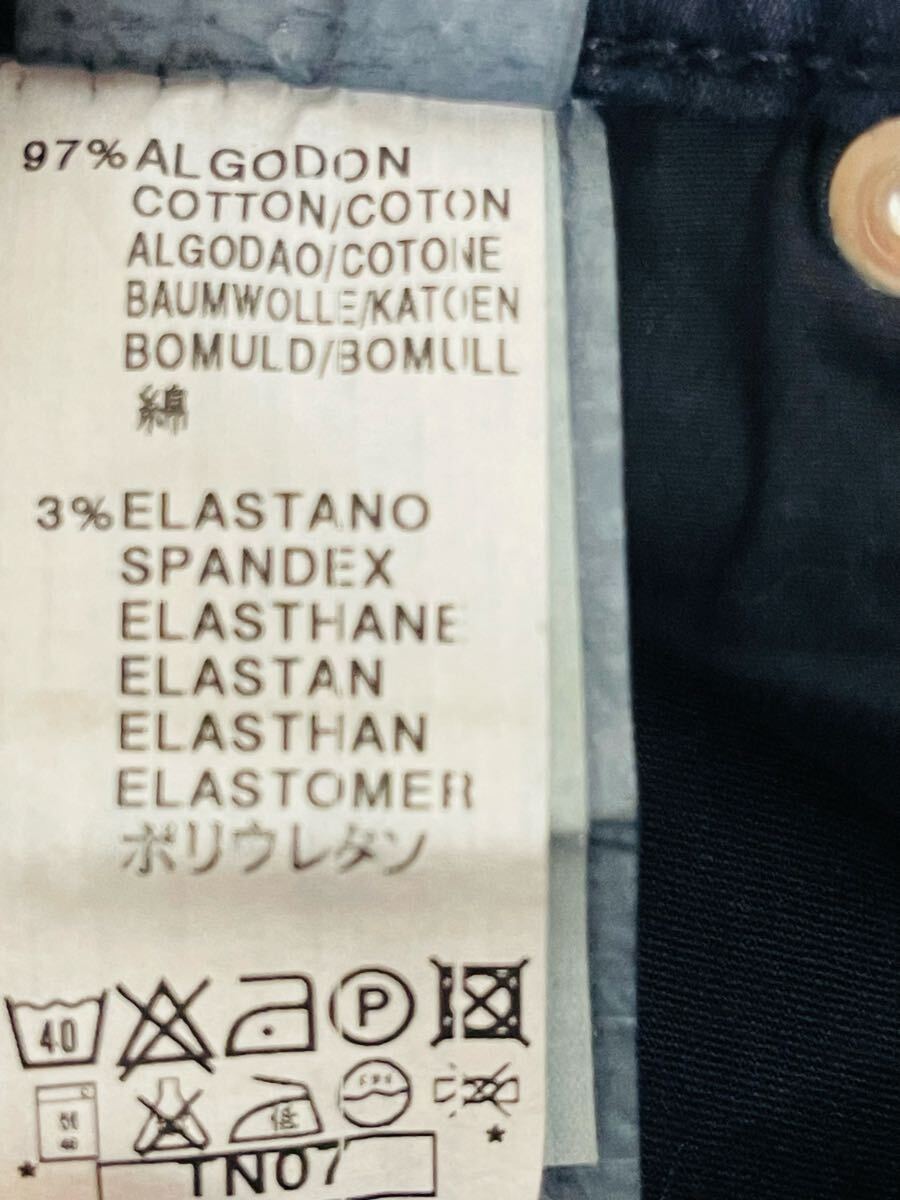 97% ALGODON
COTTON/COTON
ALGODAO/COTONE
BAUMWOLLE/KATOEN
BOMULD/BOMULL
綿
3% ELASTANO
SPANDEX
ELASTHANE
ELASTAN
ELASTHAN
ELASTOMER
ポリウレタン
40 P
低
TN07